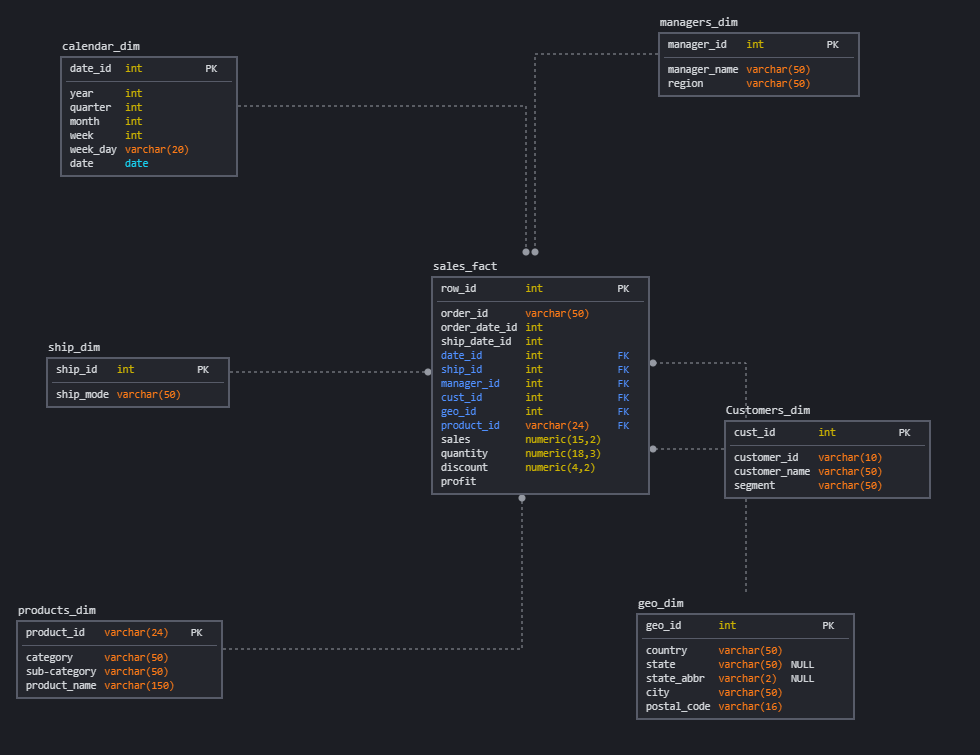 managers_dim
manager_id int PK
manager_name varchar(50)
region varchar(50)
calendar_dim
date_id int PK
year int
quarter int
month int
week int
week_day varchar(20)
date date
sales_fact
row_id int PK
order_id varchar(50)
order_date_id int
ship_date_id int
date_id int FK
ship_id int FK
manager_id int FK
cust_id int FK
geo_id int FK
product_id varchar(24) FK
sales numeric(15,2)
quantity numeric(18,3)
discount numeric(4,2)
profit
ship_dim
ship_id int PK
ship_mode varchar(50)
Customers_dim
cust_id int PK
customer_id varchar(10)
customer_name varchar(50)
segment varchar(50)
products_dim
product_id varchar(24) PK
category varchar(50)
sub-category varchar(50)
product_name varchar(150)
geo_dim
geo_id int PK
country varchar(50)
state varchar(50) NULL
state_abbr varchar(2) NULL
city varchar(50)
postal_code varchar(16)